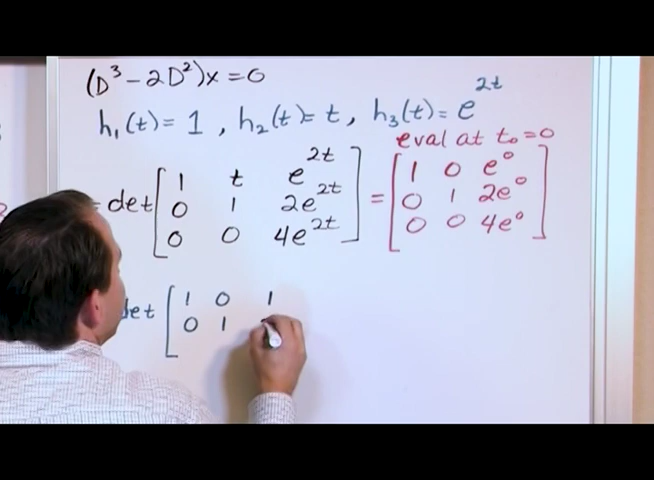 (D³ - 2D²)x = 0
h₁(t) = 1 , h₂(t) = t , h₃(t) = e^2t
eval at t₀ = 0
= det [ 1 t e^2t = [ 1 0 e⁰
0 1 2e^2t 0 1 2e⁰
0 0 4e^2t ] 0 0 4e⁰ ]
det [ 1 0 1
0 1